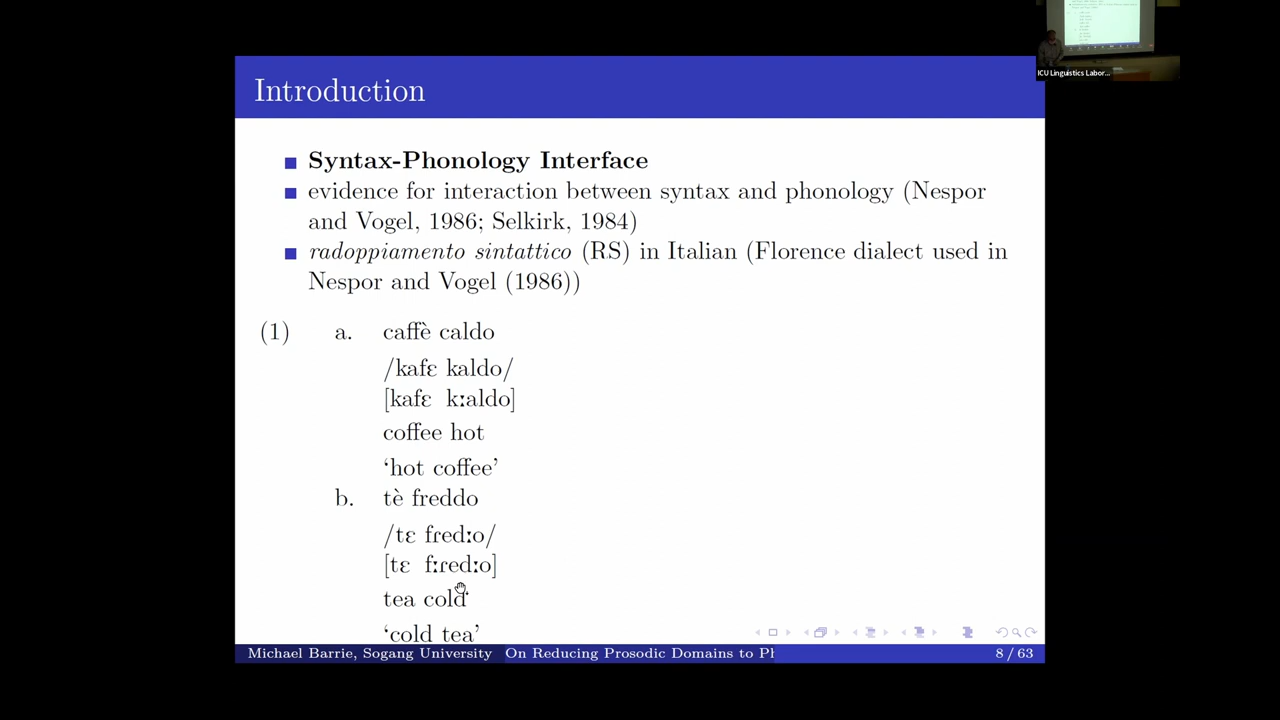 ICU Linguistics Labor...
Introduction
Syntax-Phonology Interface
evidence for interaction between syntax and phonology (Nespor
and Vogel, 1986; Selkirk, 1984)
radoppiamento sintattico (RS) in Italian (Florence dialect used in
Nespor and Vogel (1986))
(1) a. caffè caldo
/kafɛ kaldo/
[kafɛ kːaldo]
coffee hot
‘hot coffee’
b. tè freddo
/tɛ fredːo/
[tɛ fːredːo]
tea cold
‘cold tea’
Michael Barrie, Sogang University On Reducing Prosodic Domains to Ph 8 / 63